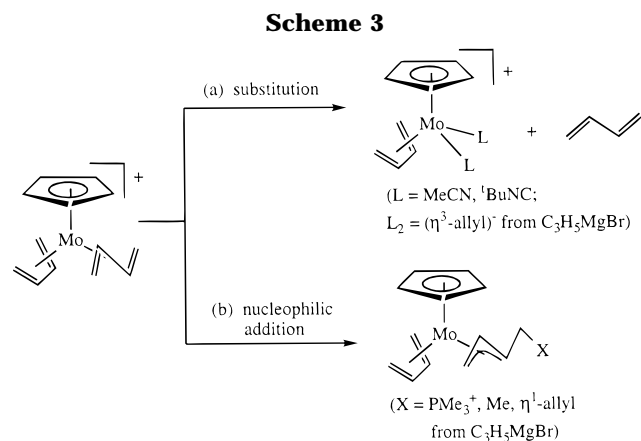 Scheme 3
(a) substitution
+
Mo
L
L
+
(L = MeCN, ᵗBuNC;
L₂ = (η³-allyl)⁻ from C₃H₅MgBr)
+
Mo
(b) nucleophilic
addition
Mo
X
(X = PMe₃⁺, Me, η¹-allyl
from C₃H₅MgBr)